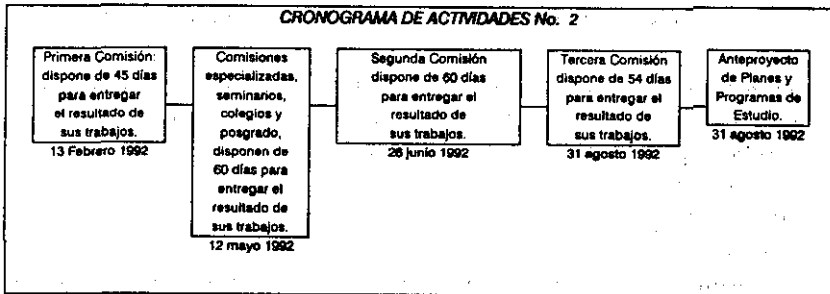 CRONOGRAMA DE ACTIVIDADES No. 2
Primera Comisión:
dispone de 45 días
para entregar
el resultado de
sus trabajos.
13 Febrero 1992
Comisiones
especializadas,
seminarios,
colegios y
posgrado,
disponen de
60 días para
entregar el
resultado de
sus trabajos.
12 mayo 1992
Segunda Comisión
dispone de 60 días
para entregar el
resultado de
sus trabajos.
26 junio 1992
Tercera Comisión
dispone de 54 días
para entregar el
resultado de
sus trabajos.
31 agosto 1992
Anteproyecto
de Planes y
Programas de
Estudio.
31 agosto 1992